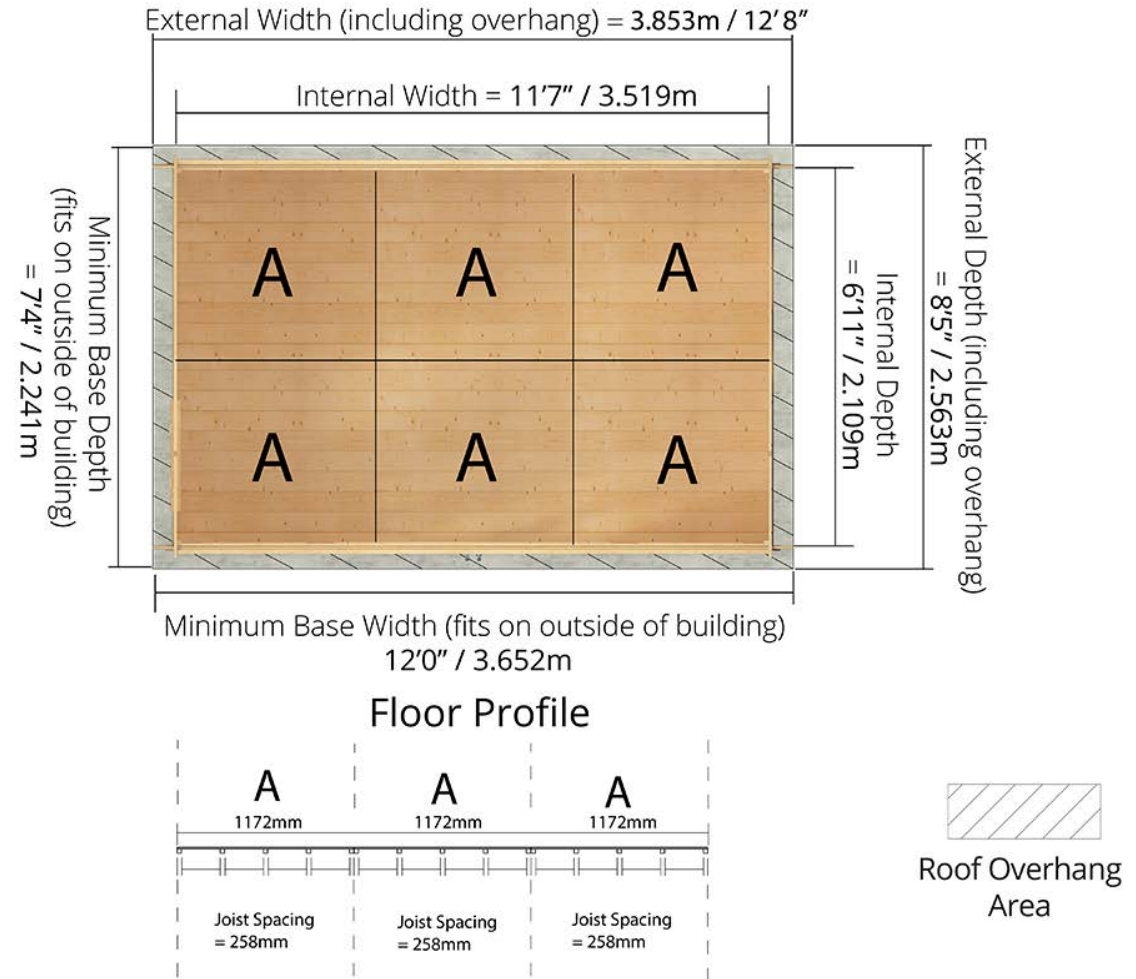 External Width (including overhang) = 3.853m / 12'8"
Internal Width = 11'7" / 3.519m
Minimum Base Depth
(fits on outside of building)
= 7'4" / 2.241m
A A A
A A A
Internal Depth
= 6'11" / 2.109m
External Depth (including overhang)
= 8'5" / 2.563m
Minimum Base Width (fits on outside of building)
12'0" / 3.652m
Floor Profile
A A A
1172mm 1172mm 1172mm
Joist Spacing
= 258mm
Joist Spacing
= 258mm
Joist Spacing
= 258mm
Roof Overhang
Area